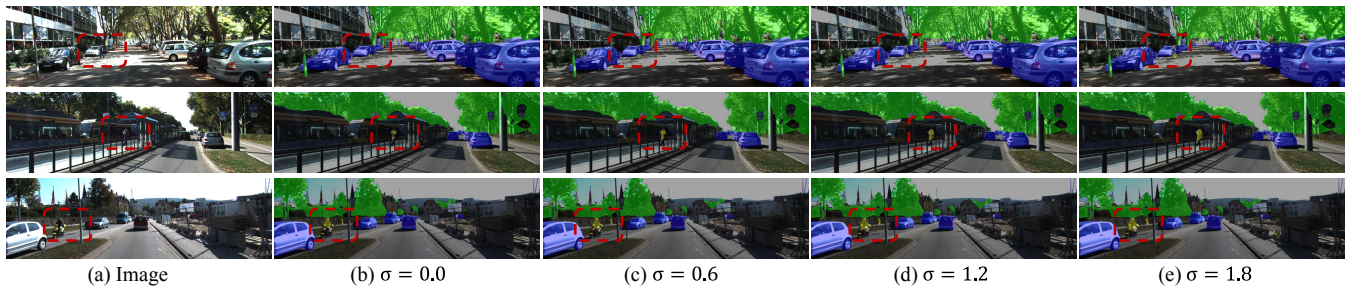 (a) Image (b) σ = 0.0 (c) σ = 0.6 (d) σ = 1.2 (e) σ = 1.8